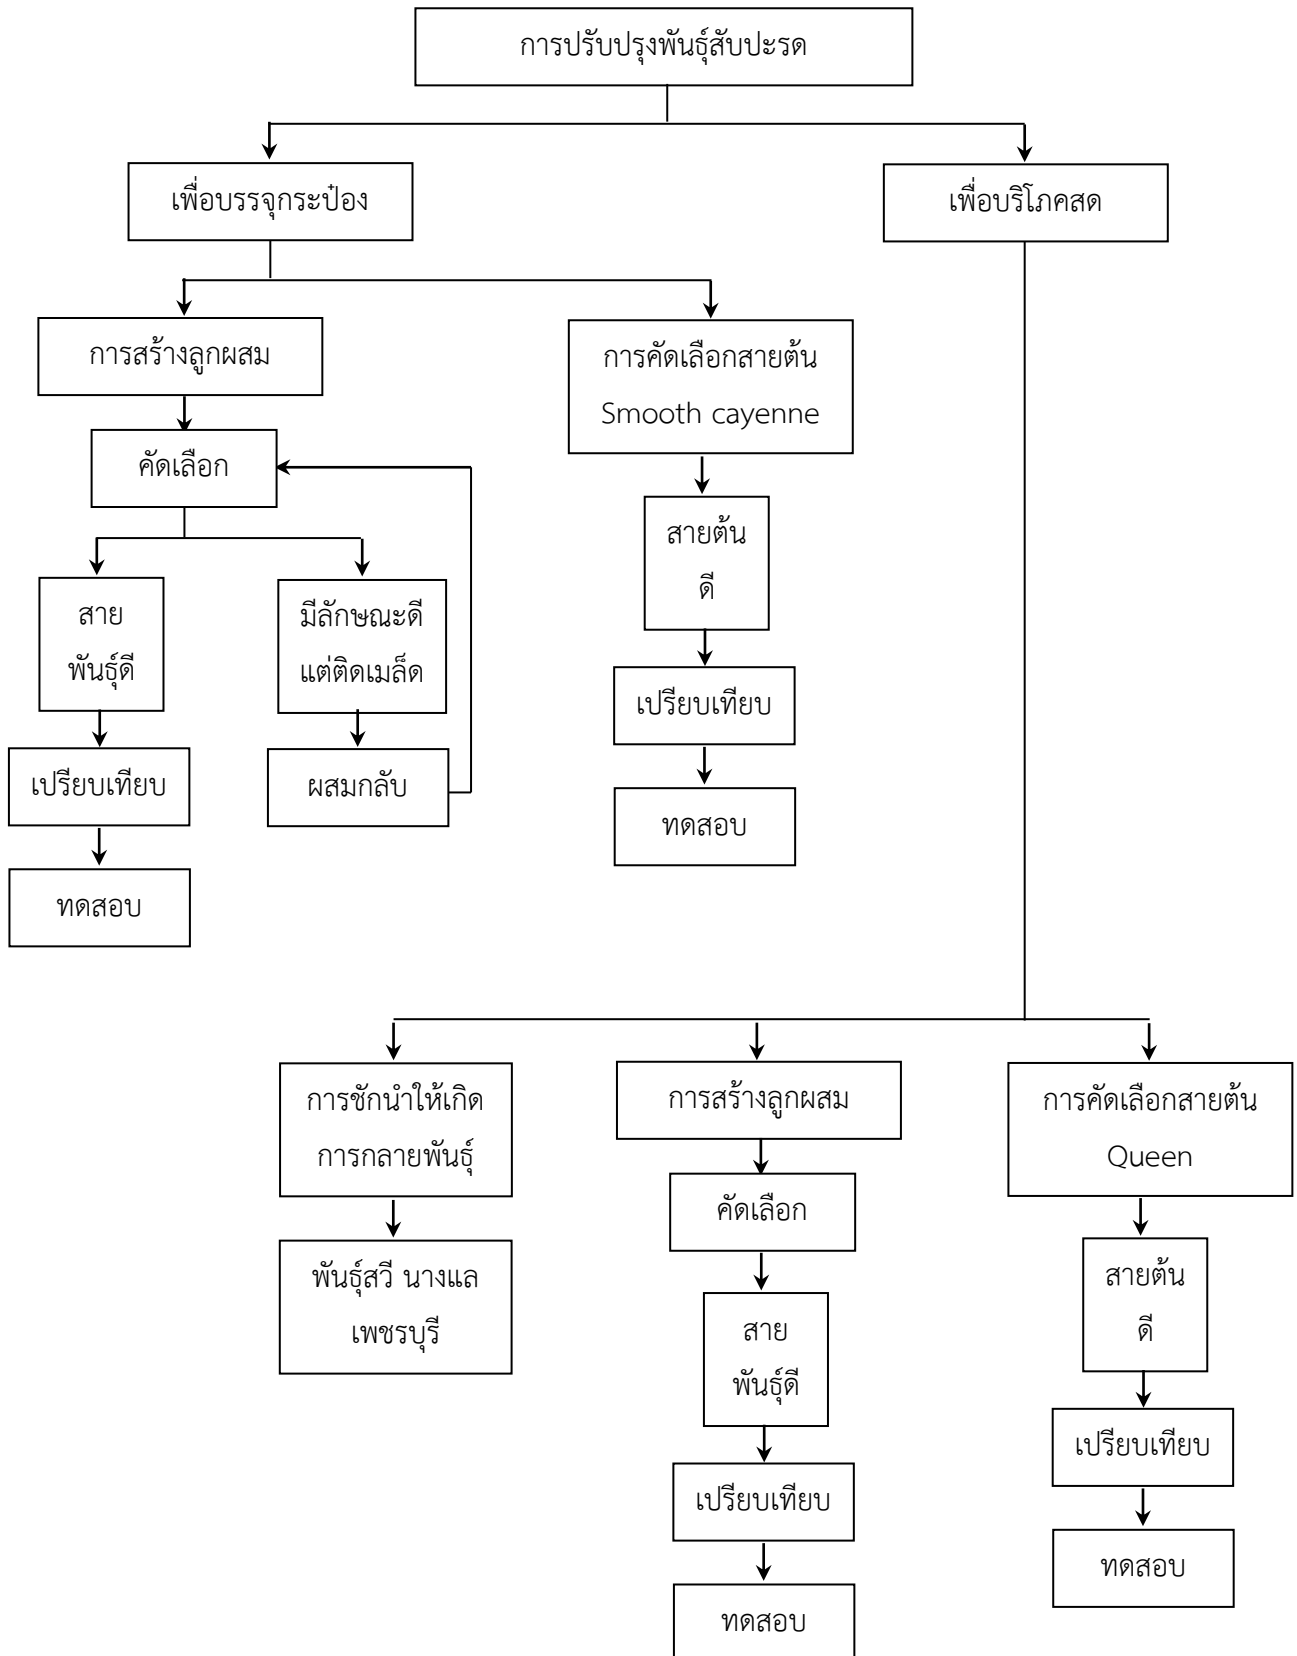 การปรับปรุงพันธุ์สับปะรด
เพื่อบรรจุกระป๋อง
เพื่อบริโภคสด
การสร้างลูกผสม
การคัดเลือกสายต้น
Smooth cayenne
คัดเลือก
สายต้น
ดี
สาย
พันธุ์ดี
มีลักษณะดี
แต่ติดเมล็ด
เปรียบเทียบ
เปรียบเทียบ
ผสมกลับ
ทดสอบ
ทดสอบ
การชักนำให้เกิด
การกลายพันธุ์
การสร้างลูกผสม
การคัดเลือกสายต้น
Queen
คัดเลือก
พันธุ์สวี นางแล
เพชรบุรี
สายต้น
ดี
สาย
พันธุ์ดี
เปรียบเทียบ
เปรียบเทียบ
ทดสอบ
ทดสอบ